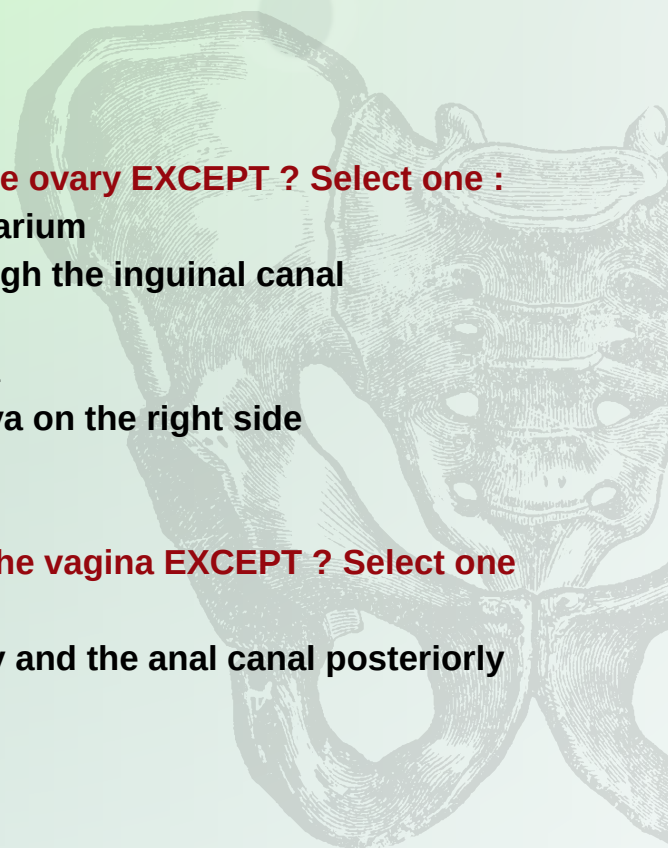 e ovary EXCEPT ? Select one :
arium
gh the inguinal canal
.
va on the right side
he vagina EXCEPT ? Select one
y and the anal canal posteriorly